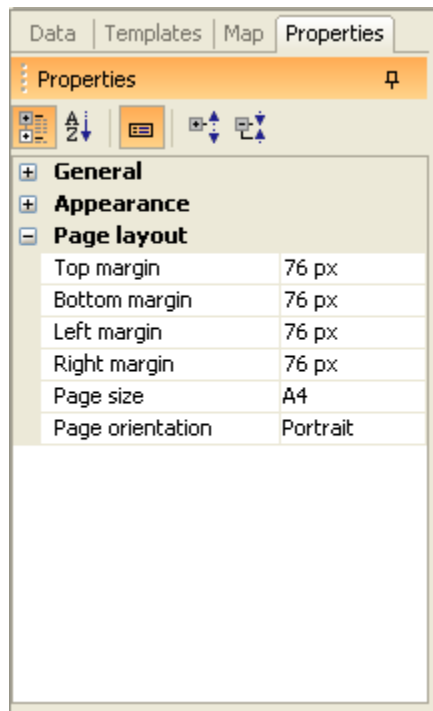 Data Templates Map Properties
Properties
A Z
General
Appearance
Page layout
Top margin 76 px
Bottom margin 76 px
Left margin 76 px
Right margin 76 px
Page size A4
Page orientation Portrait